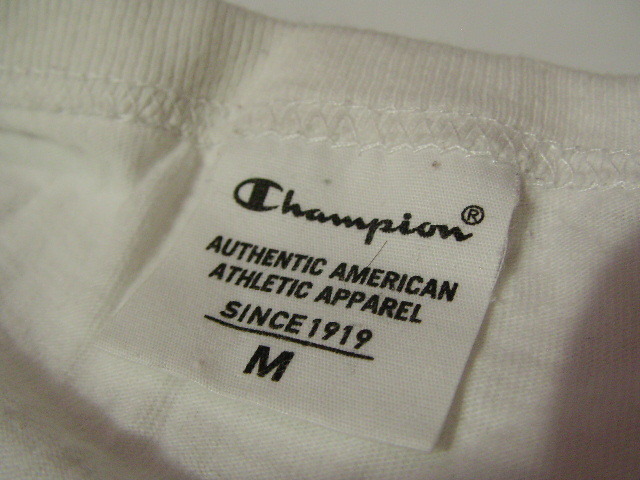 Champion®
AUTHENTIC AMERICAN
ATHLETIC APPAREL
SINCE 1919
M